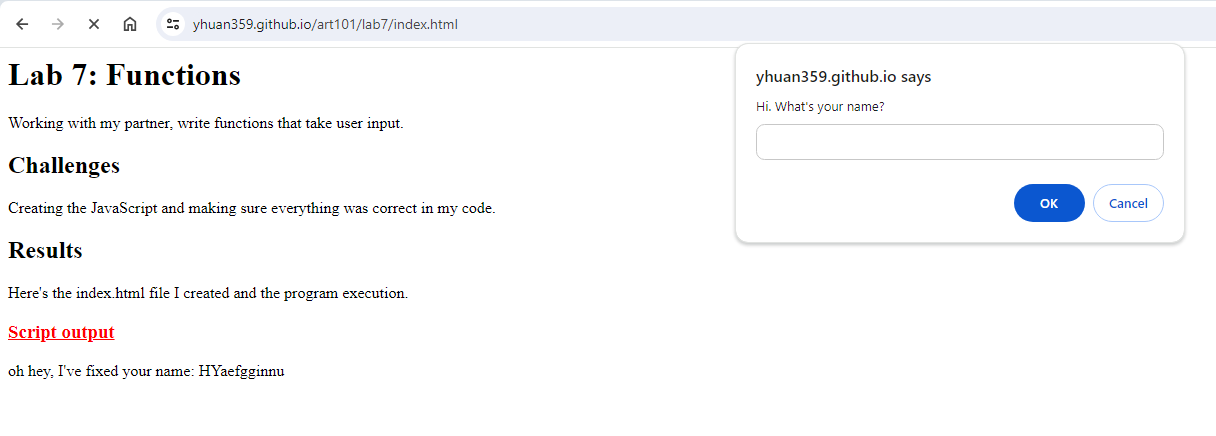 yhuan359.github.io/art101/lab7/index.html
Lab 7: Functions
Working with my partner, write functions that take user input.
Challenges
Creating the JavaScript and making sure everything was correct in my code.
Results
Here's the index.html file I created and the program execution.
Script output
oh hey, I've fixed your name: HYaefgginnu
yhuan359.github.io says
Hi. What's your name?
OK
Cancel